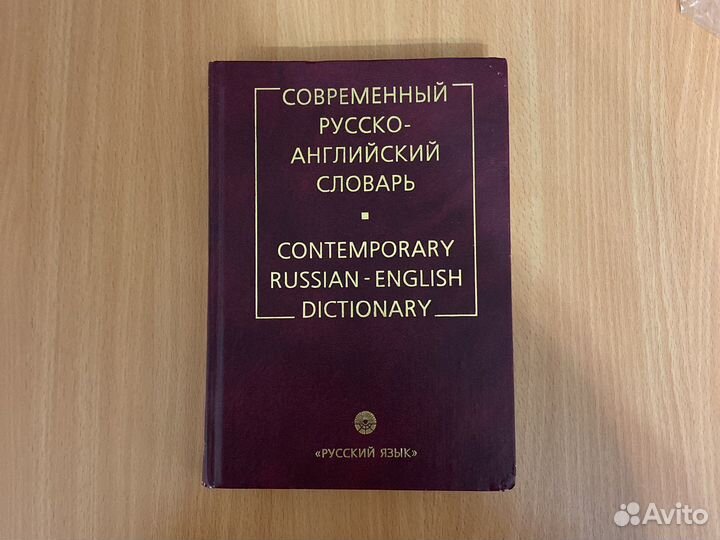 СОВРЕМЕННЫЙ
РУССКО-
АНГЛИЙСКИЙ
СЛОВАРЬ
CONTEMPORARY
RUSSIAN - ENGLISH
DICTIONARY
«РУССКИЙ ЯЗЫК»
Avito